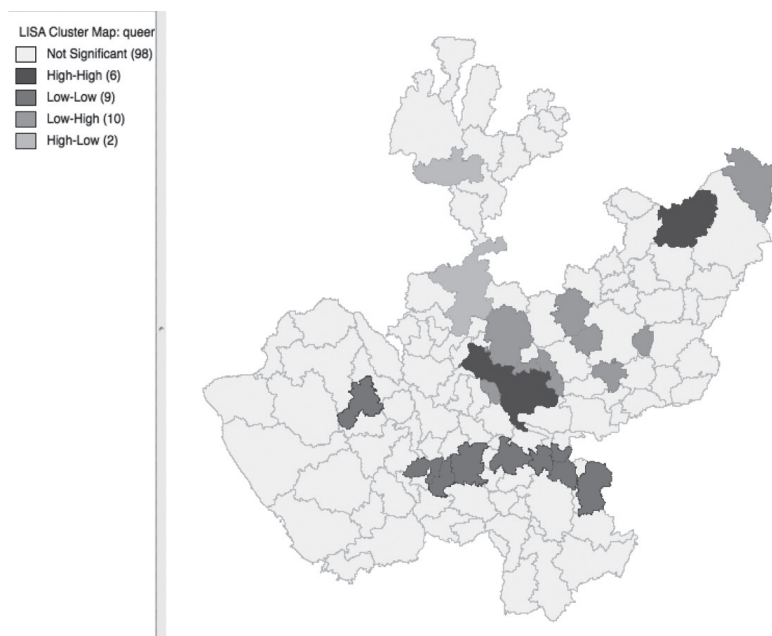 LISA Cluster Map: queer
Not Significant (98)
High-High (6)
Low-Low (9)
Low-High (10)
High-Low (2)